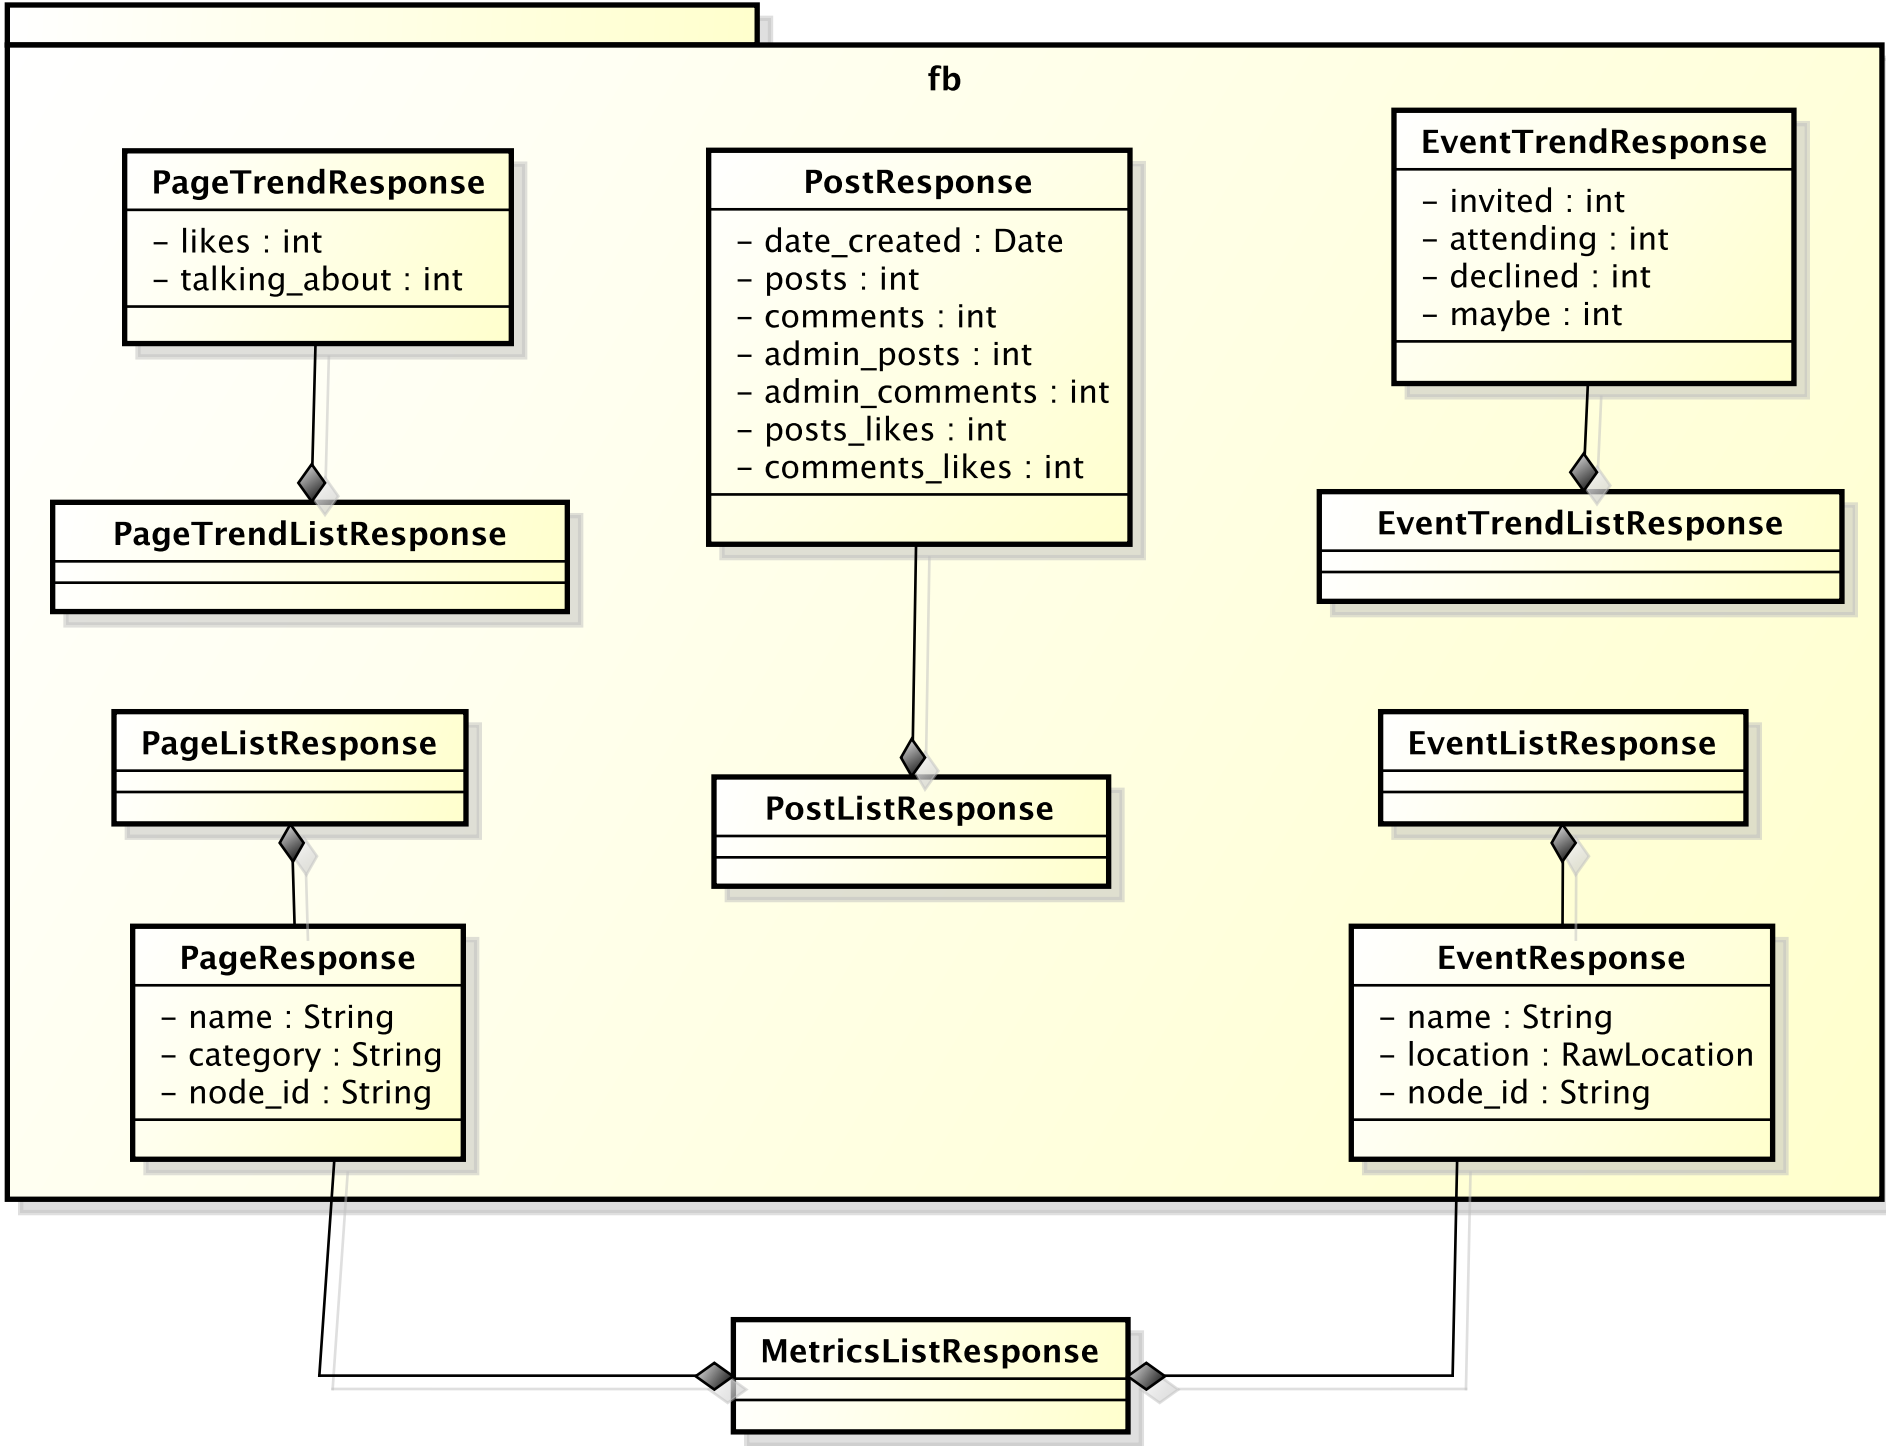 fb
PageTrendResponse
- likes : int
- talking_about : int
PostResponse
- date_created : Date
- posts : int
- comments : int
- admin_posts : int
- admin_comments : int
- posts_likes : int
- comments_likes : int
EventTrendResponse
- invited : int
- attending : int
- declined : int
- maybe : int
PageTrendListResponse
EventTrendListResponse
PageListResponse
PostListResponse
EventListResponse
PageResponse
- name : String
- category : String
- node_id : String
EventResponse
- name : String
- location : RawLocation
- node_id : String
MetricsListResponse